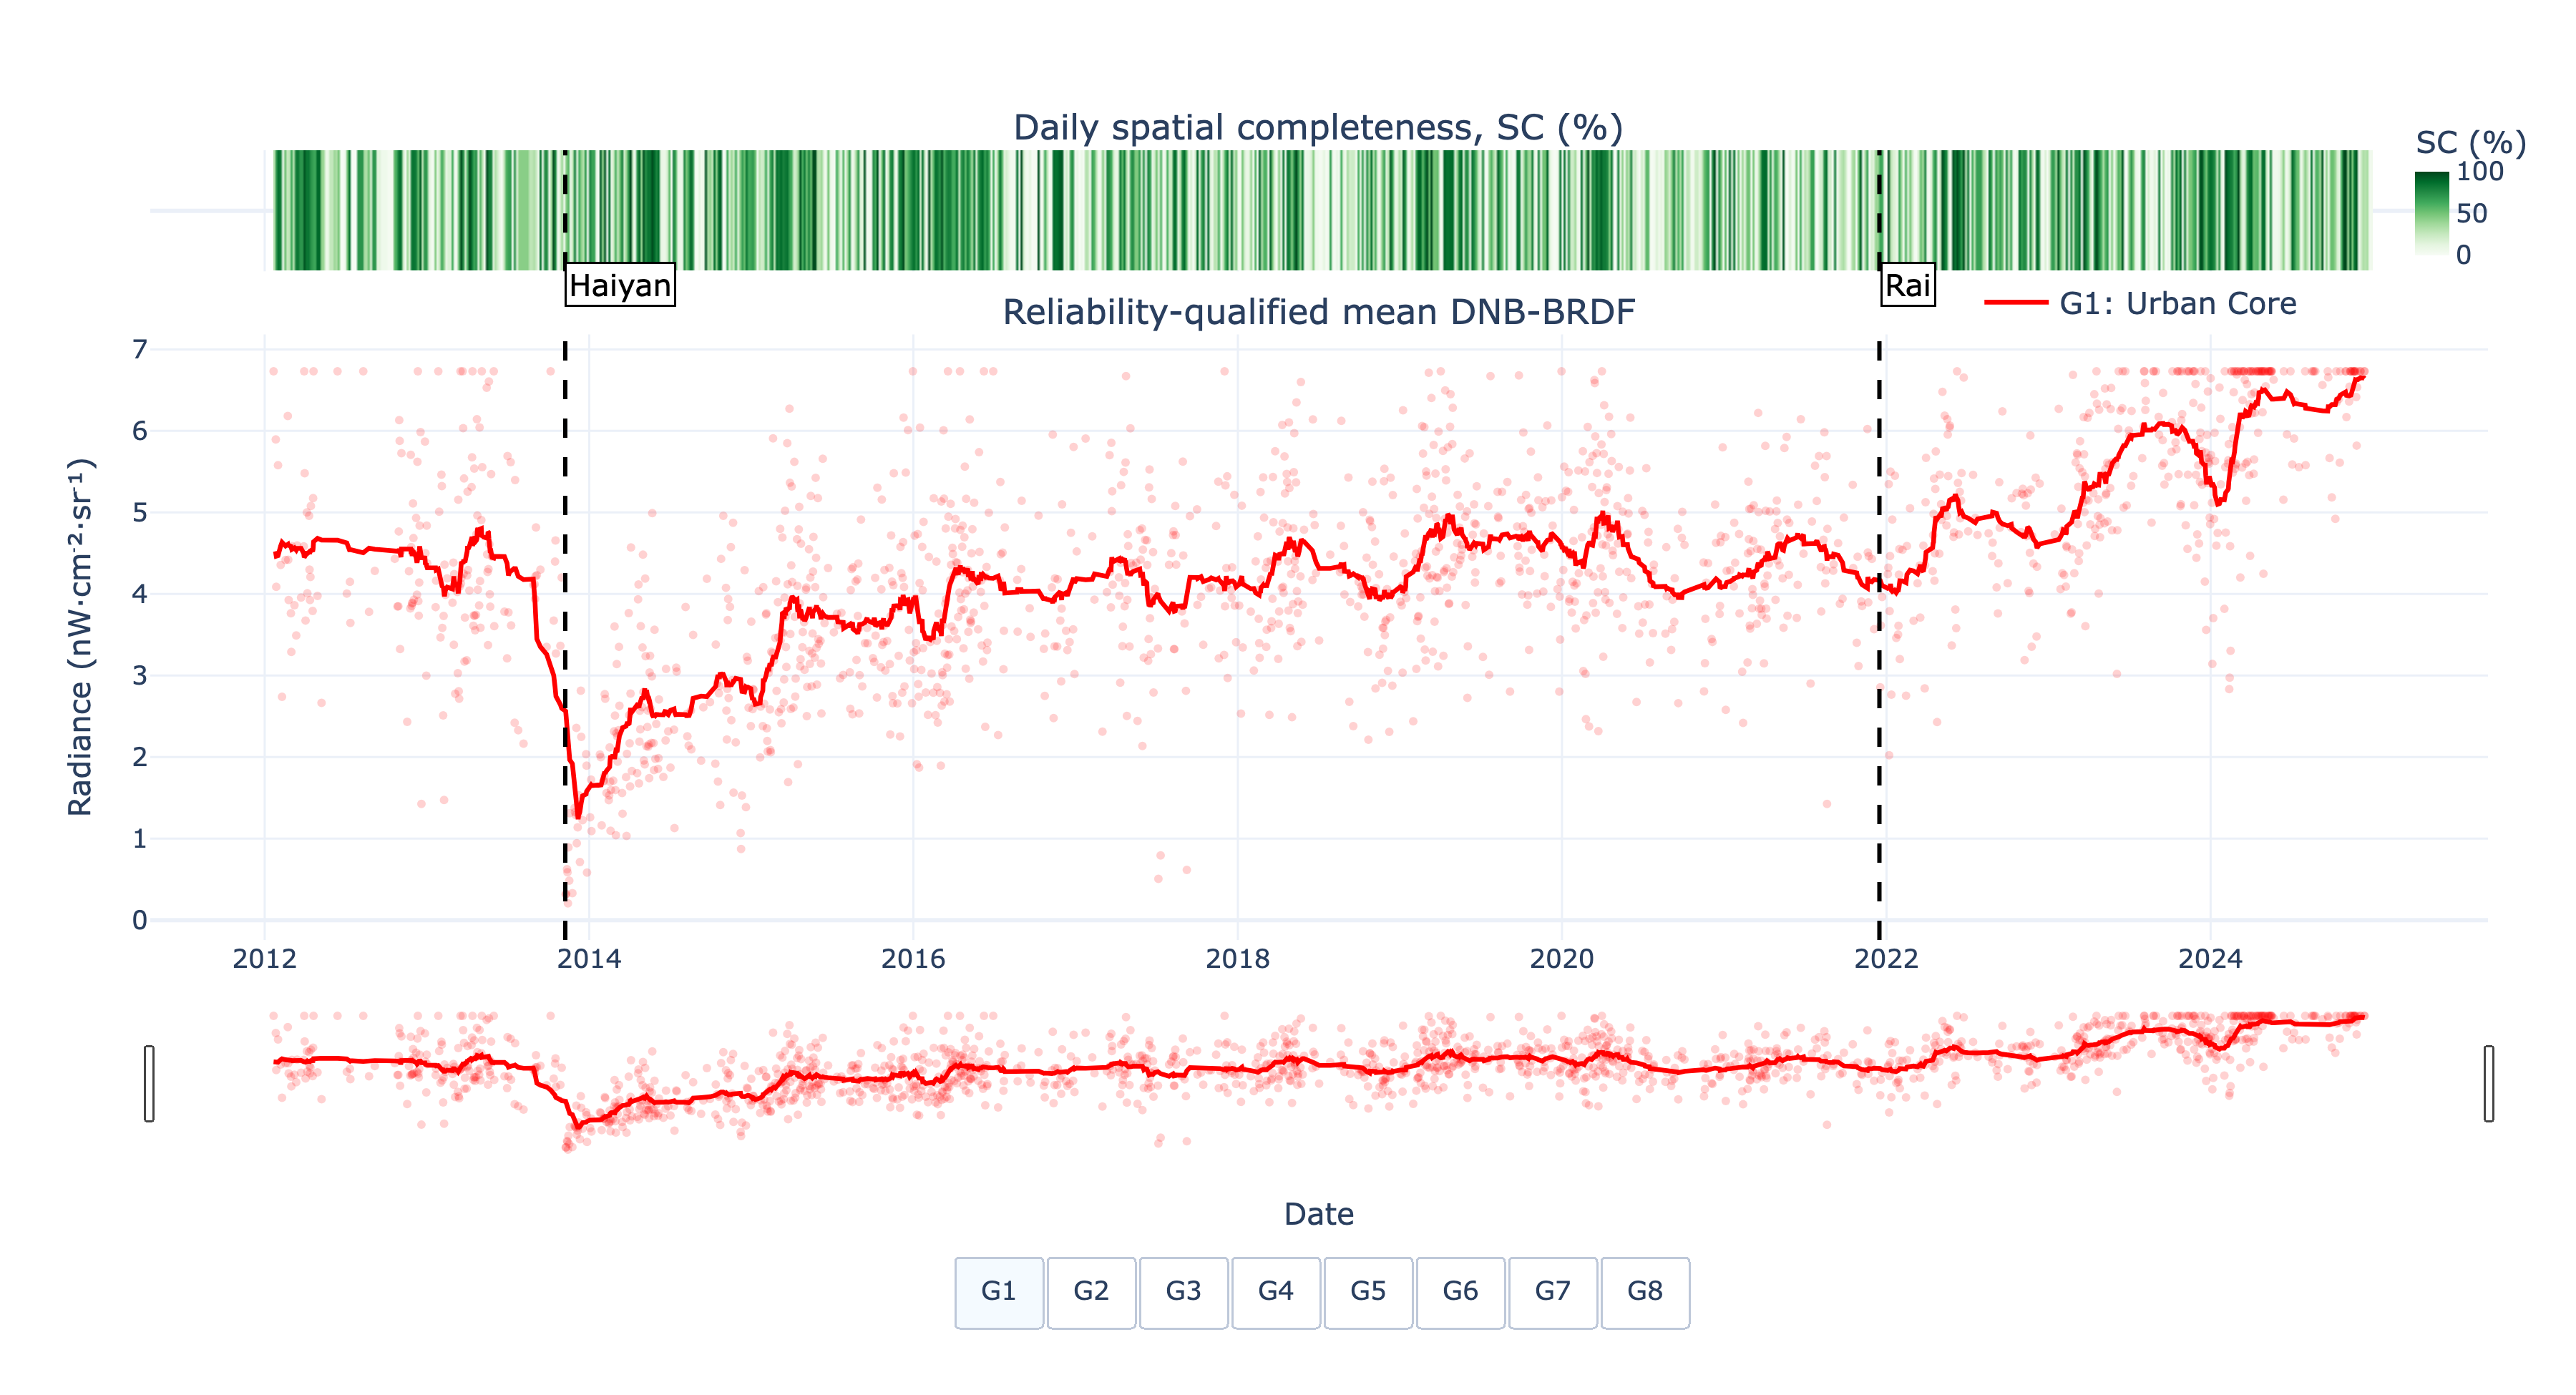 Daily spatial completeness, SC (%)
SC (%)
100
50
0
Haiyan
Rai
Reliability-qualified mean DNB-BRDF
G1: Urban Core
Radiance (nW·cm⁻²·sr⁻¹)
7
6
5
4
3
2
1
0
2012 2014 2016 2018 2020 2022 2024
Date
G1 G2 G3 G4 G5 G6 G7 G8